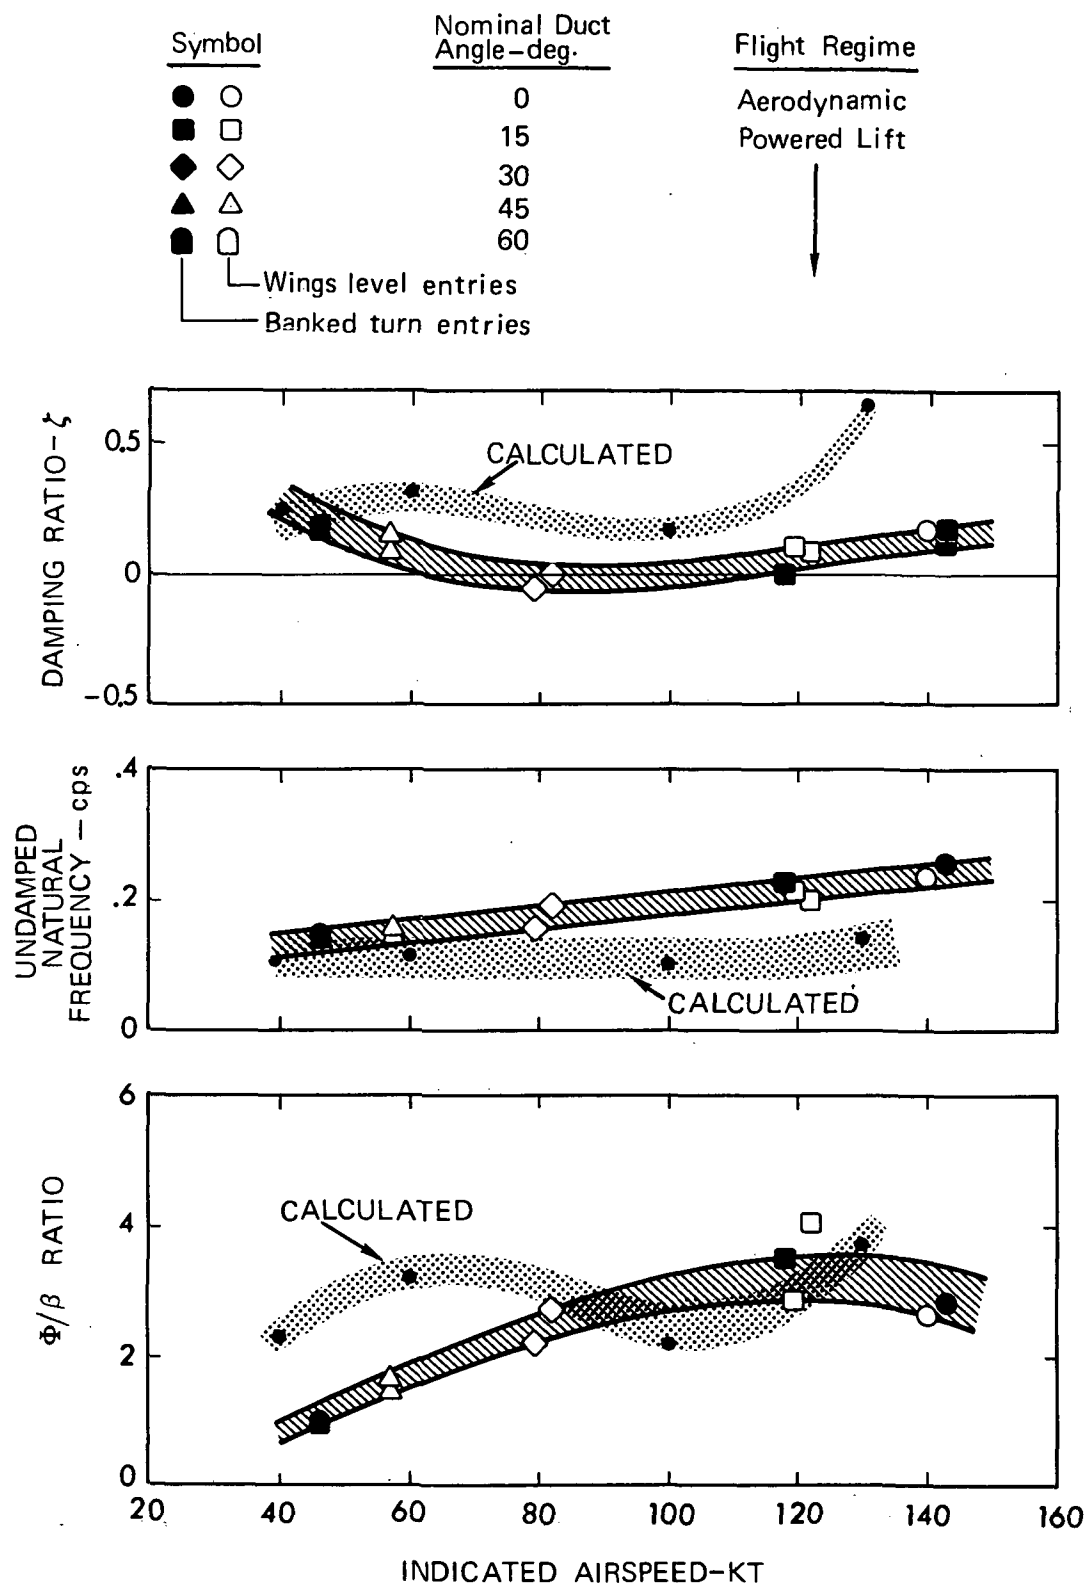 Symbol
Nominal Duct
Angle-deg.
Flight Regime
0
Aerodynamic
15
Powered Lift
30
45
60
Wings level entries
Banked turn entries
DAMPING RATIO-ζ
0.5
0
-0.5
CALCULATED
UNDAMPED
NATURAL
FREQUENCY - cps
.4
.2
0
CALCULATED
Φ/β RATIO
6
4
2
0
CALCULATED
20 40 60 80 100 120 140 160
INDICATED AIRSPEED-KT